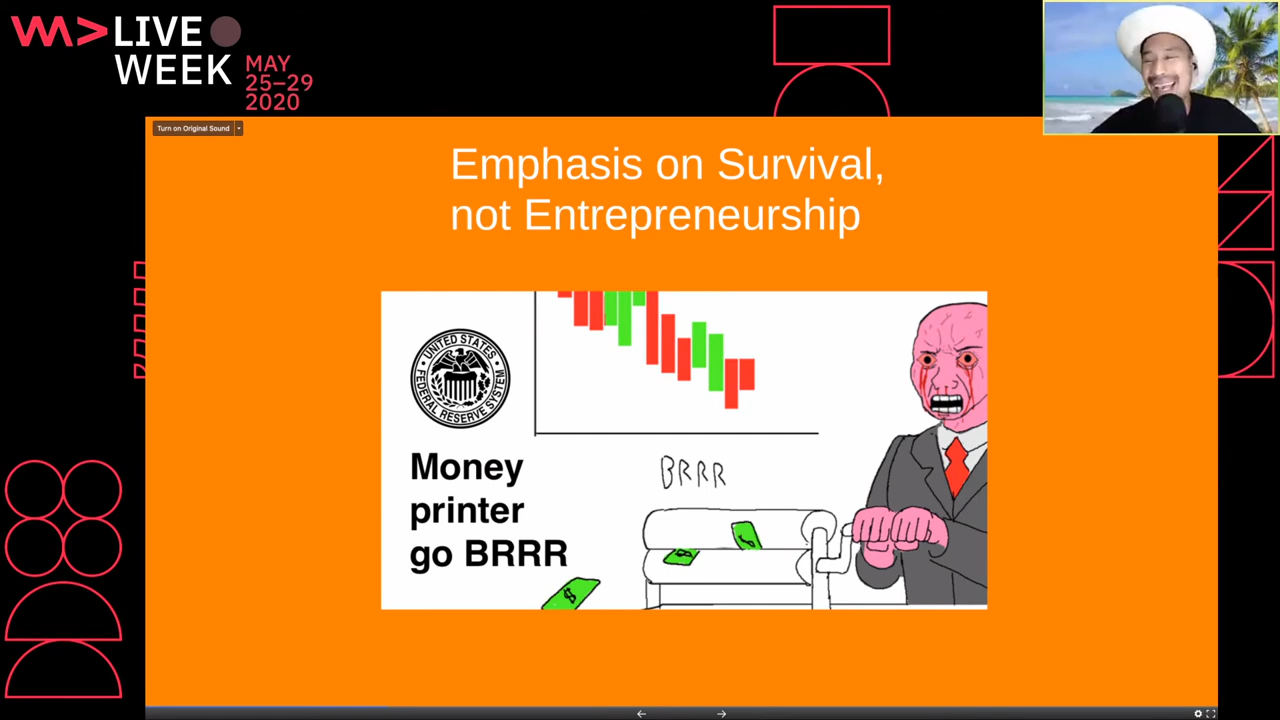 LIVE
WEEK
MAY
25–29
2020
Turn on Original Sound
Emphasis on Survival,
not Entrepreneurship
UNITED STATES
FEDERAL RESERVE SYSTEM
Money
printer
go BRRR
BRRR
$
$
$